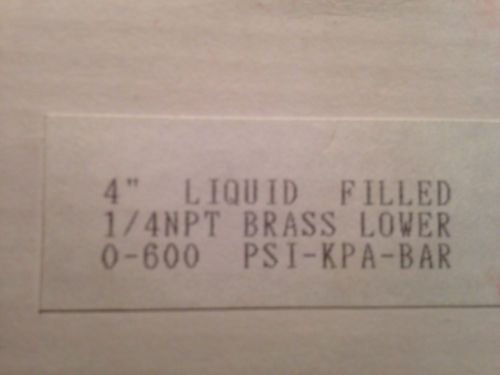 4" LIQUID FILLED
1/4NPT BRASS LOWER
0-600 PSI-KPA-BAR